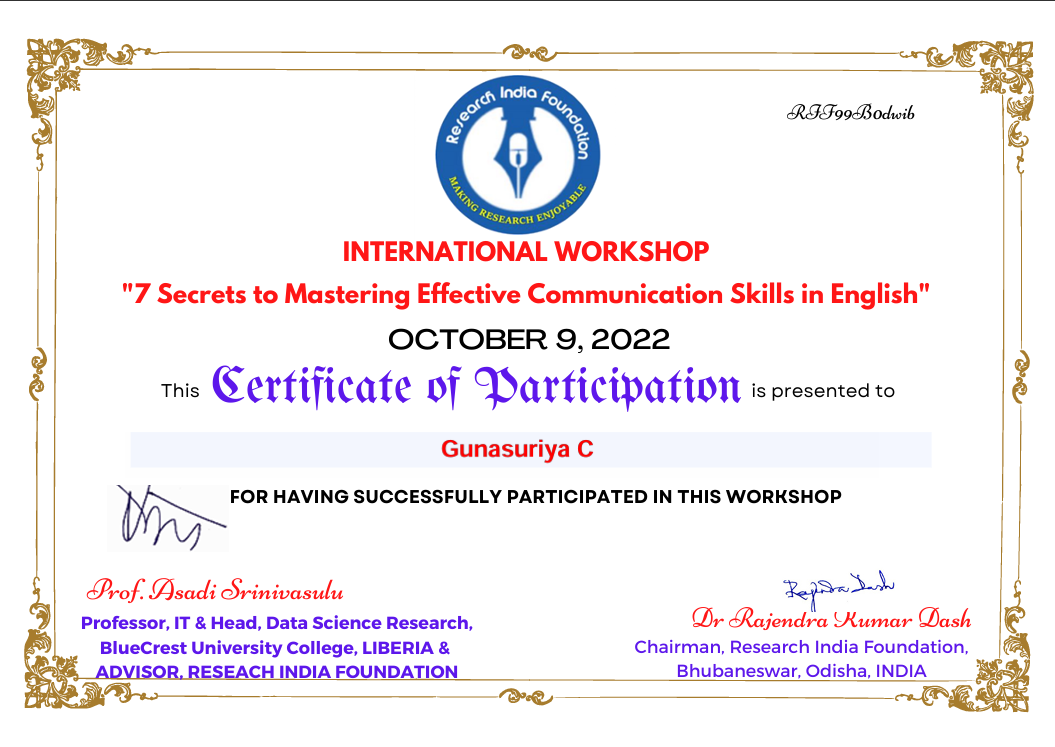 Research India Foundation
MAKING RESEARCH ENJOYABLE
RIF99B0dwib
INTERNATIONAL WORKSHOP
"7 Secrets to Mastering Effective Communication Skills in English"
OCTOBER 9, 2022
This Certificate of Participation is presented to
Gunasuriya C
FOR HAVING SUCCESSFULLY PARTICIPATED IN THIS WORKSHOP
Rajendra Dash
Prof. Asadi Srinivasulu
Professor, IT & Head, Data Science Research,
BlueCrest University College, LIBERIA &
ADVISOR, RESEACH INDIA FOUNDATION
Dr Rajendra Kumar Dash
Chairman, Research India Foundation,
Bhubaneswar, Odisha, INDIA